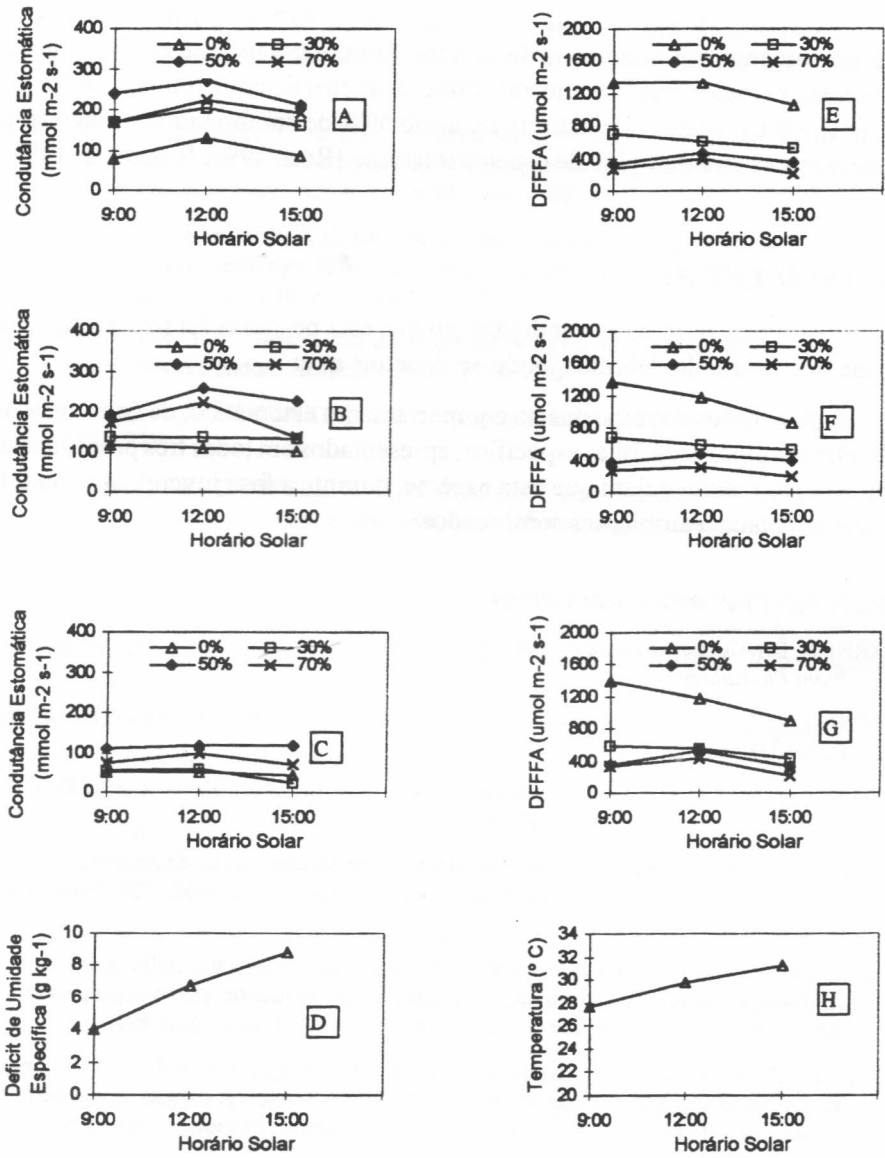 Condutância Estomática
(mmol m-2 s-1)
400
300
200
100
0
0% 30%
50% 70%
A
9:00 12:00 15:00
Horário Solar
DFFFA (umol m-2 s-1)
2000
1600
1200
800
400
0
0% 30%
50% 70%
E
9:00 12:00 15:00
Horário Solar
Condutância Estomática
(mmol m-2 s-1)
400
300
200
100
0
0% 30%
50% 70%
B
9:00 12:00 15:00
Horário Solar
DFFFA (umol m-2 s-1)
2000
1600
1200
800
400
0
0% 30%
50% 70%
F
9:00 12:00 15:00
Horário Solar
Condutância Estomática
(mmol m-2 s-1)
400
300
200
100
0
0% 30%
50% 70%
C
9:00 12:00 15:00
Horário Solar
DFFFA (umol m-2 s-1)
2000
1600
1200
800
400
0
0% 30%
50% 70%
G
9:00 12:00 15:00
Horário Solar
Deficit de Umidade
Específica (g kg-1)
10
8
6
4
2
0
D
9:00 12:00 15:00
Horário Solar
Temperatura (º C)
34
32
30
28
26
24
22
20
H
9:00 12:00 15:00
Horário Solar